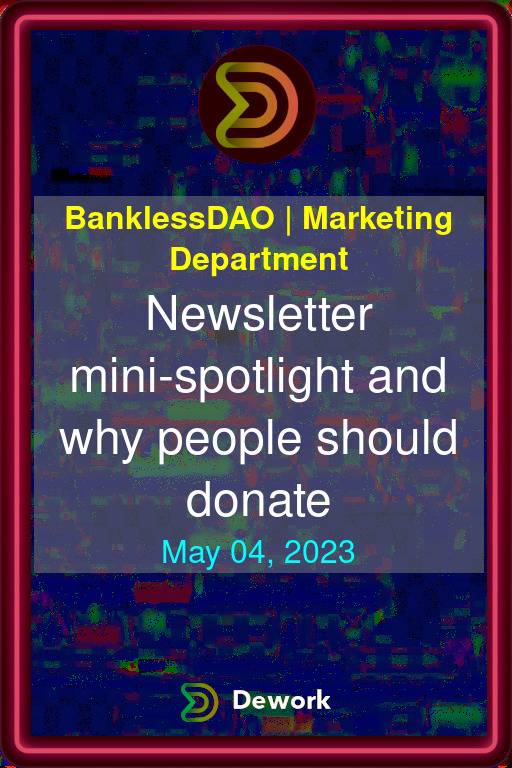 BanklessDAO | Marketing
Department
Newsletter
mini-spotlight and
why people should
donate
May 04, 2023
Dework